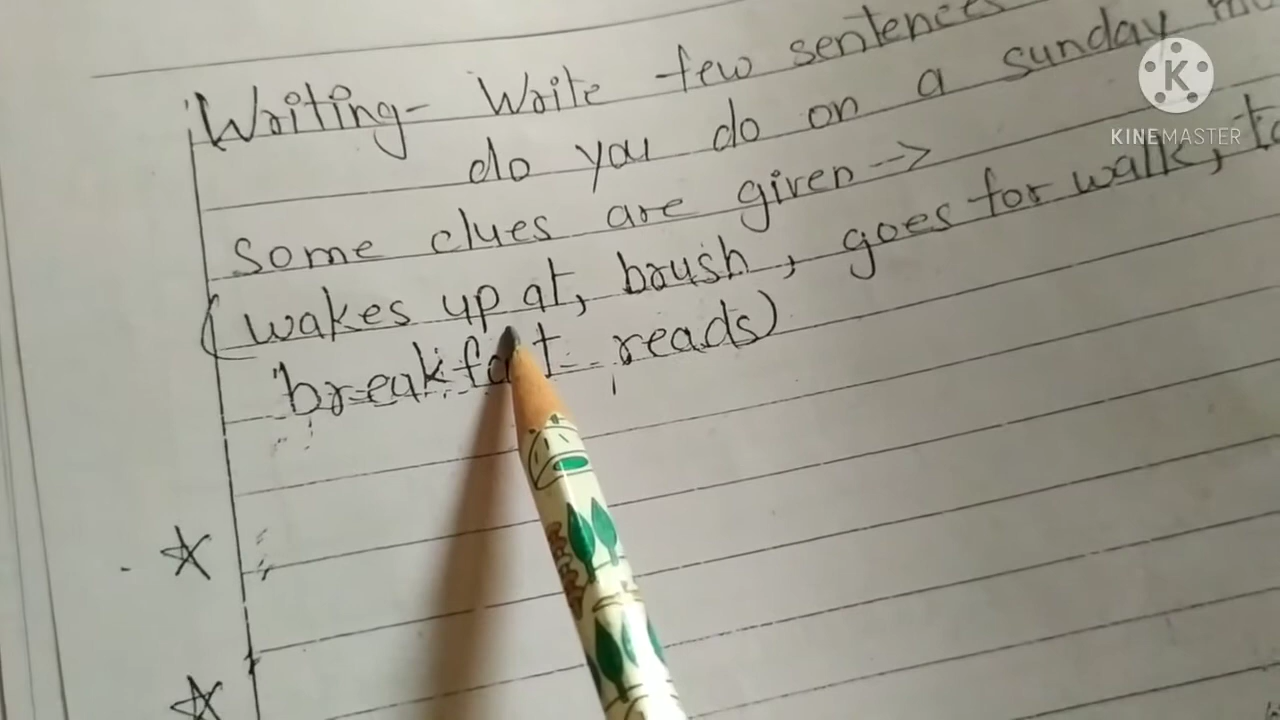 Writing - Write few sentences
do you do on a sunday
some clues are given -->
(wakes up at, brush, goes for walk,
breakfast reads)
K
KINEMASTER